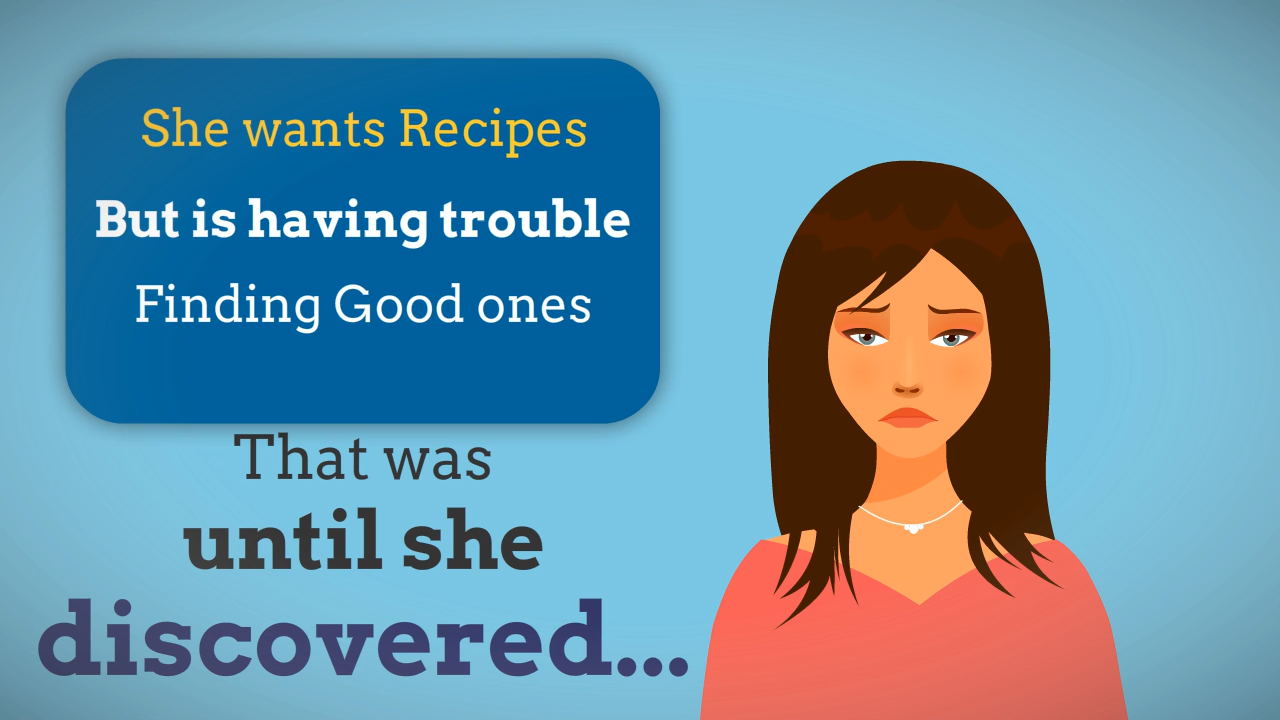 She wants Recipes
But is having trouble
Finding Good ones
That was
until she
discovered...